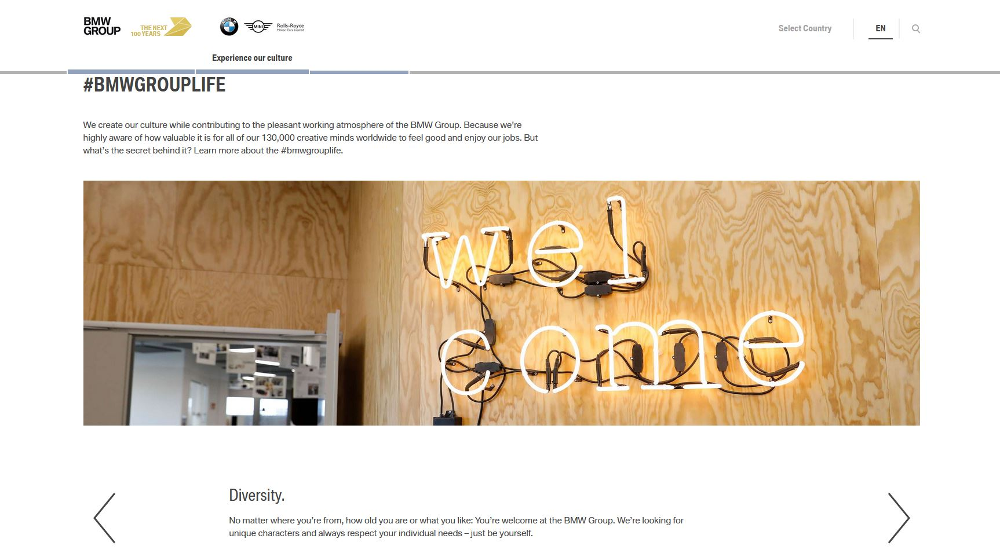 BMW
GROUP
THE NEXT
100 YEARS
BMW
MINI
Rolls-Royce
Motor Cars Limited
Select Country
EN
Experience our culture
#BMWGROUPLIFE
We create our culture while contributing to the pleasant working atmosphere of the BMW Group. Because we're
highly aware of how valuable it is for all of our 130,000 creative minds worldwide to feel good and enjoy our jobs. But
what’s the secret behind it? Learn more about the #bmwgrouplife.
wel
come
Diversity.
No matter where you’re from, how old you are or what you like: You’re welcome at the BMW Group. We’re looking for
unique characters and always respect your individual needs – just be yourself.